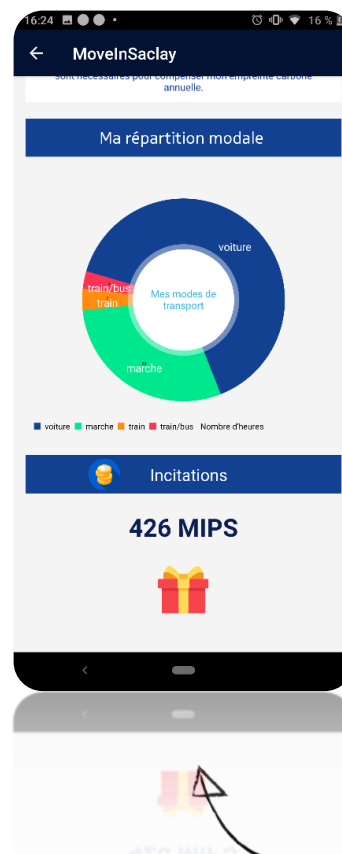 16:24
16 %
MoveInSaclay
sont nécessaires pour compenser mon empreinte carbone
annuelle.
Ma répartition modale
voiture
train/bus
train
Mes modes de
transport
marche
voiture marche train train/bus Nombre d'heures
Incitations
426 MIPS